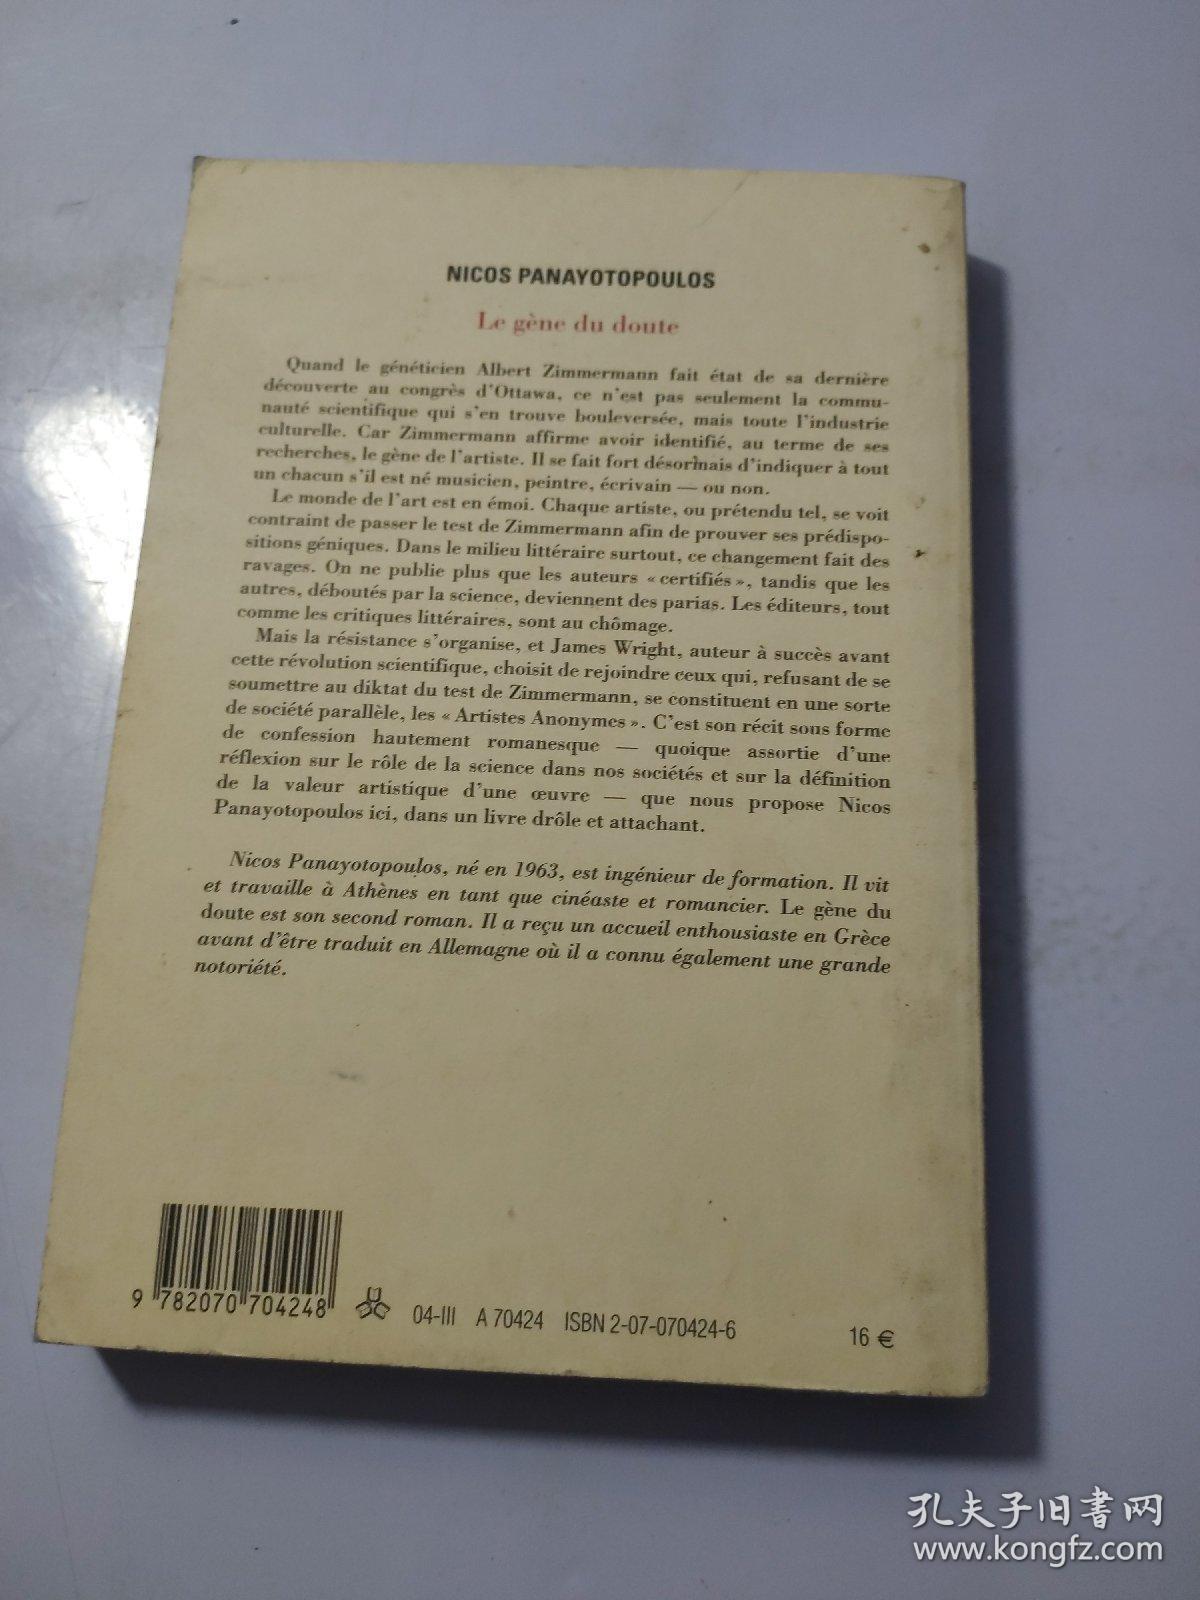 NICOS PANAYOTOPOULOS
Le gène du doute
Quand le généticien Albert Zimmermann fait état de sa dernière
découverte au congrès d'Ottawa, ce n'est pas seulement la commu-
nauté scientifique qui s'en trouve bouleversée, mais toute l'industrie
culturelle. Car Zimmermann affirme avoir identifié, au terme de ses
recherches, le gène de l'artiste. Il se fait fort désormais d'indiquer à tout
un chacun s'il est né musicien, peintre, écrivain — ou non.
Le monde de l'art est en émoi. Chaque artiste, ou prétendu tel, se voit
contraint de passer le test de Zimmermann afin de prouver ses prédispo-
sitions géniques. Dans le milieu littéraire surtout, ce changement fait des
ravages. On ne publie plus que les auteurs « certifiés », tandis que les
autres, déboutés par la science, deviennent des parias. Les éditeurs, tout
comme les critiques littéraires, sont au chômage.
Mais la résistance s'organise, et James Wright, auteur à succès avant
cette révolution scientifique, choisit de rejoindre ceux qui, refusant de se
soumettre au diktat du test de Zimmermann, se constituent en une sorte
de société parallèle, les « Artistes Anonymes ». C'est son récit sous forme
de confession hautement romanesque — quoique assortie d'une
réflexion sur le rôle de la science dans nos sociétés et sur la définition
de la valeur artistique d'une œuvre — que nous propose Nicos
Panayotopoulos ici, dans un livre drôle et attachant.
Nicos Panayotopoulos, né en 1963, est ingénieur de formation. Il vit
et travaille à Athènes en tant que cinéaste et romancier. Le gène du
doute est son second roman. Il a reçu un accueil enthousiaste en Grèce
avant d'être traduit en Allemagne où il a connu également une grande
notoriété.
9 782070 704248
04-III A 70424 ISBN 2-07-070424-6
16 €
孔夫子旧书网
www.kongfz.com